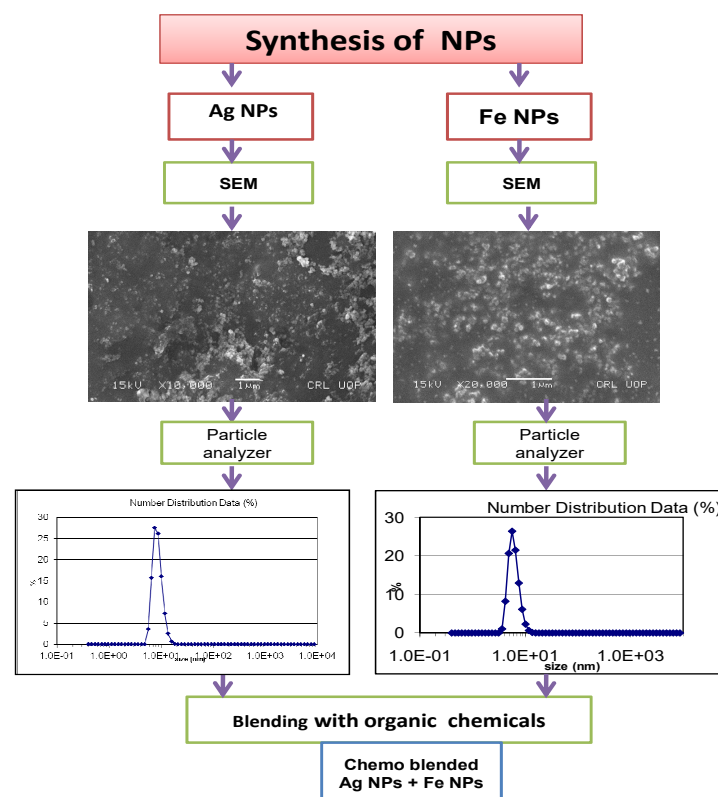 Synthesis of NPs
Ag NPs
Fe NPs
SEM
SEM
15kV X10,000 1μm CRL UOP
15kV X20,000 1μm CRL UOP
Particle
analyzer
Particle
analyzer
Number Distribution Data (%)
30
25
20
15
10
5
0
%
1.0E-01 1.0E+00 1.0E+01 1.0E+02 1.0E+03 1.0E+04
size (nm)
Number Distribution Data (%)
30
20
10
0
%
1.0E-01 1.0E+01 1.0E+03
size (nm)
Blending with organic chemicals
Chemo blended
Ag NPs + Fe NPs